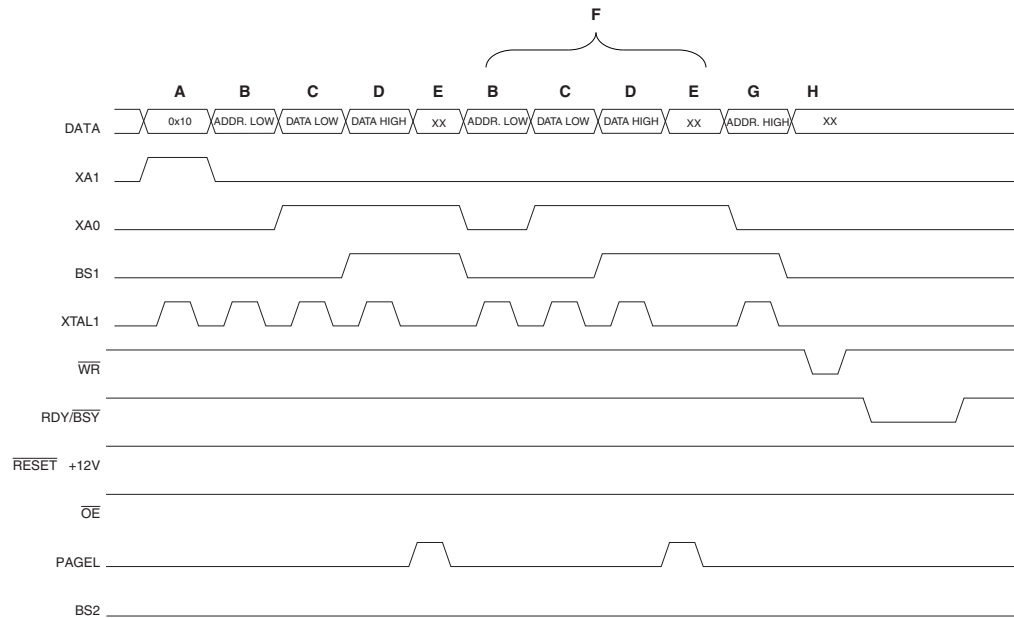 F
A B C D E B C D E G H
DATA 0x10 ADDR. LOW DATA LOW DATA HIGH XX ADDR. LOW DATA LOW DATA HIGH XX ADDR. HIGH XX
XA1
XA0
BS1
XTAL1
WR
RDY/BSY
RESET +12V
OE
PAGEL
BS2